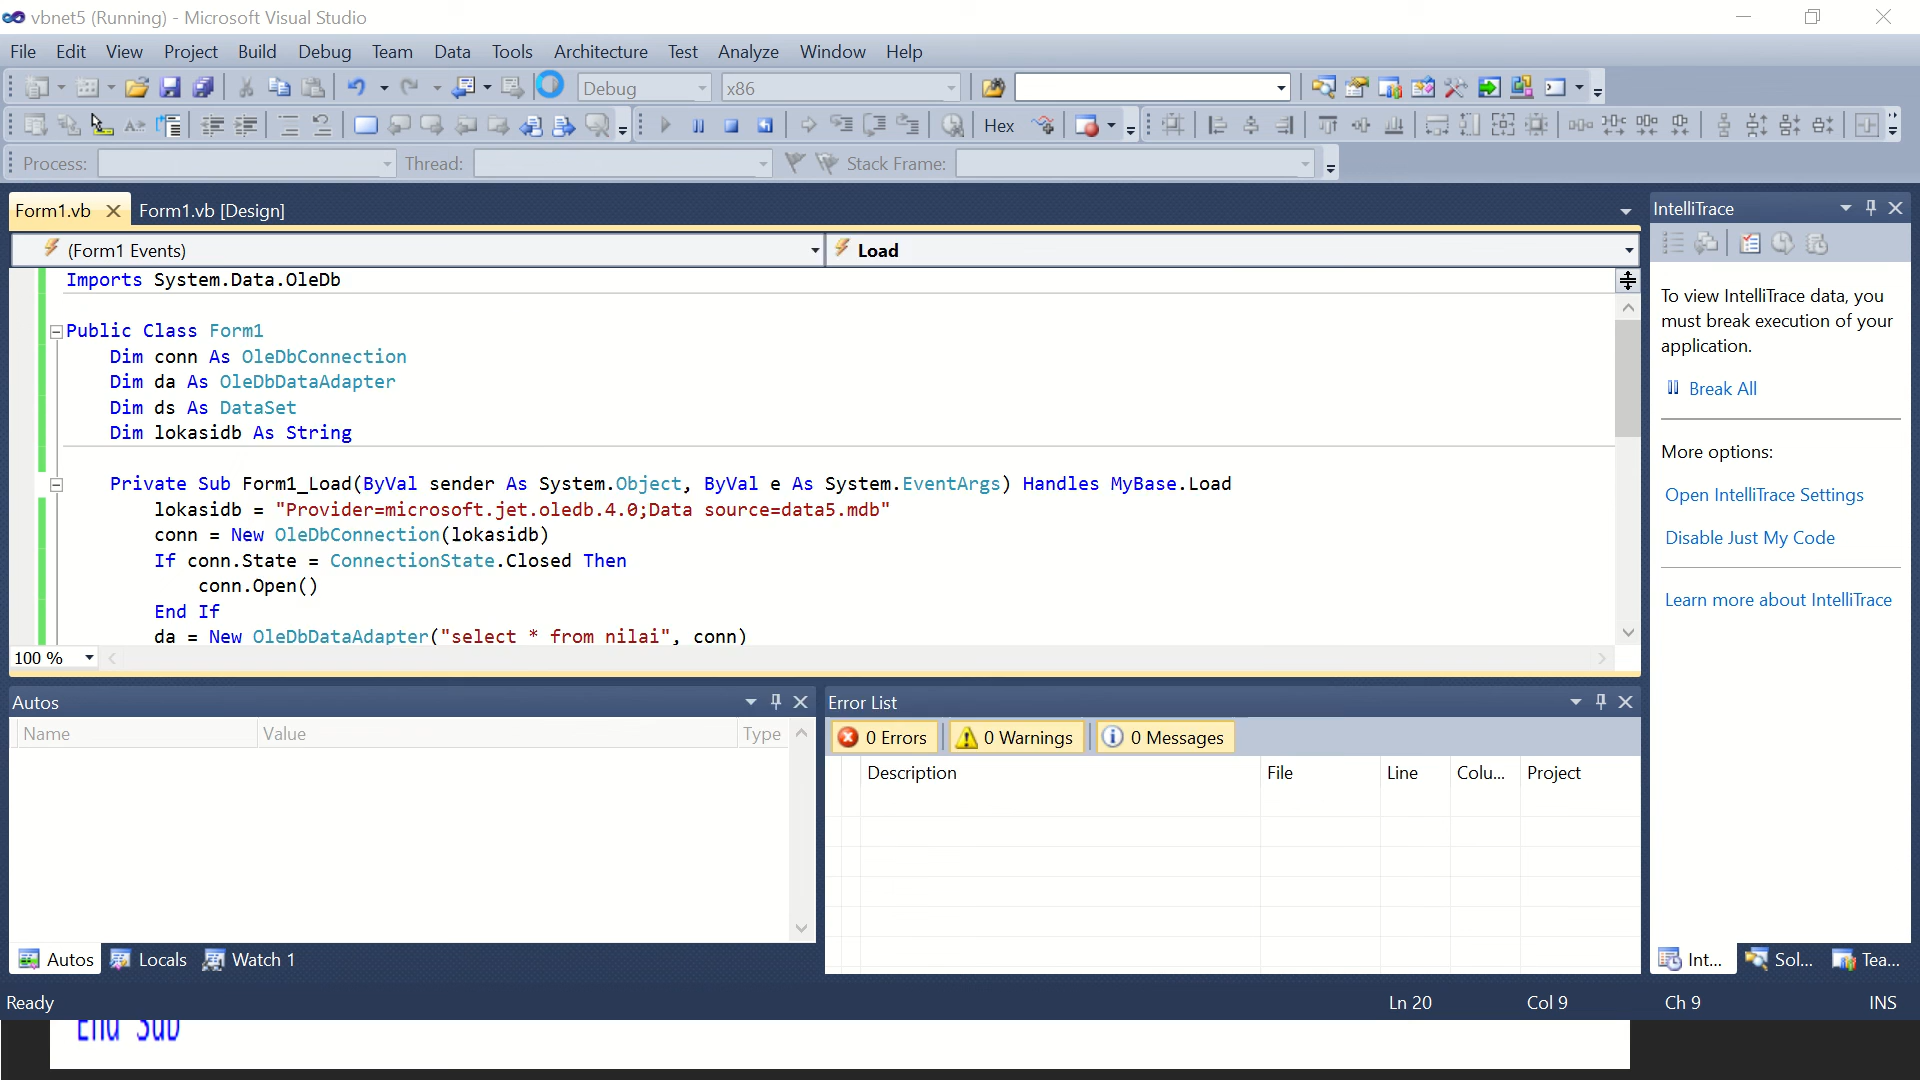 vbnet5 (Running) - Microsoft Visual Studio
File Edit View Project Build Debug Team Data Tools Architecture Test Analyze Window Help
Debug x86
Hex
Process: Thread: Stack Frame:
Form1.vb Form1.vb [Design]
(Form1 Events) Load
Imports System.Data.OleDb
Public Class Form1
Dim conn As OleDbConnection
Dim da As OleDbDataAdapter
Dim ds As DataSet
Dim lokasidb As String
Private Sub Form1_Load(ByVal sender As System.Object, ByVal e As System.EventArgs) Handles MyBase.Load
lokasidb = "Provider=microsoft.jet.oledb.4.0;Data source=data5.mdb"
conn = New OleDbConnection(lokasidb)
If conn.State = ConnectionState.Closed Then
conn.Open()
End If
da = New OleDbDataAdapter("select * from nilai", conn)
100 %
IntelliTrace
To view IntelliTrace data, you
must break execution of your
application.
Break All
More options:
Open IntelliTrace Settings
Disable Just My Code
Learn more about IntelliTrace
Autos
Name Value Type
Error List
0 Errors 0 Warnings 0 Messages
Description File Line Colu... Project
Autos Locals Watch 1
Int... Sol... Tea...
Ready Ln 20 Col 9 Ch 9 INS
End Sub